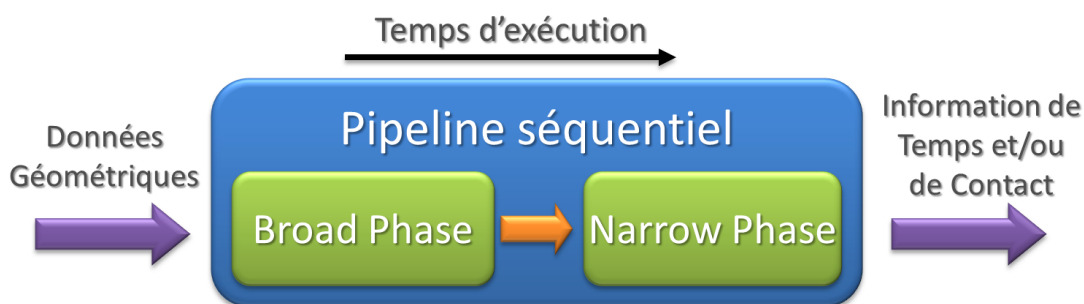 Temps d'exécution
Données
Géométriques
Pipeline séquentiel
Broad Phase
Narrow Phase
Information de
Temps et/ou
de Contact